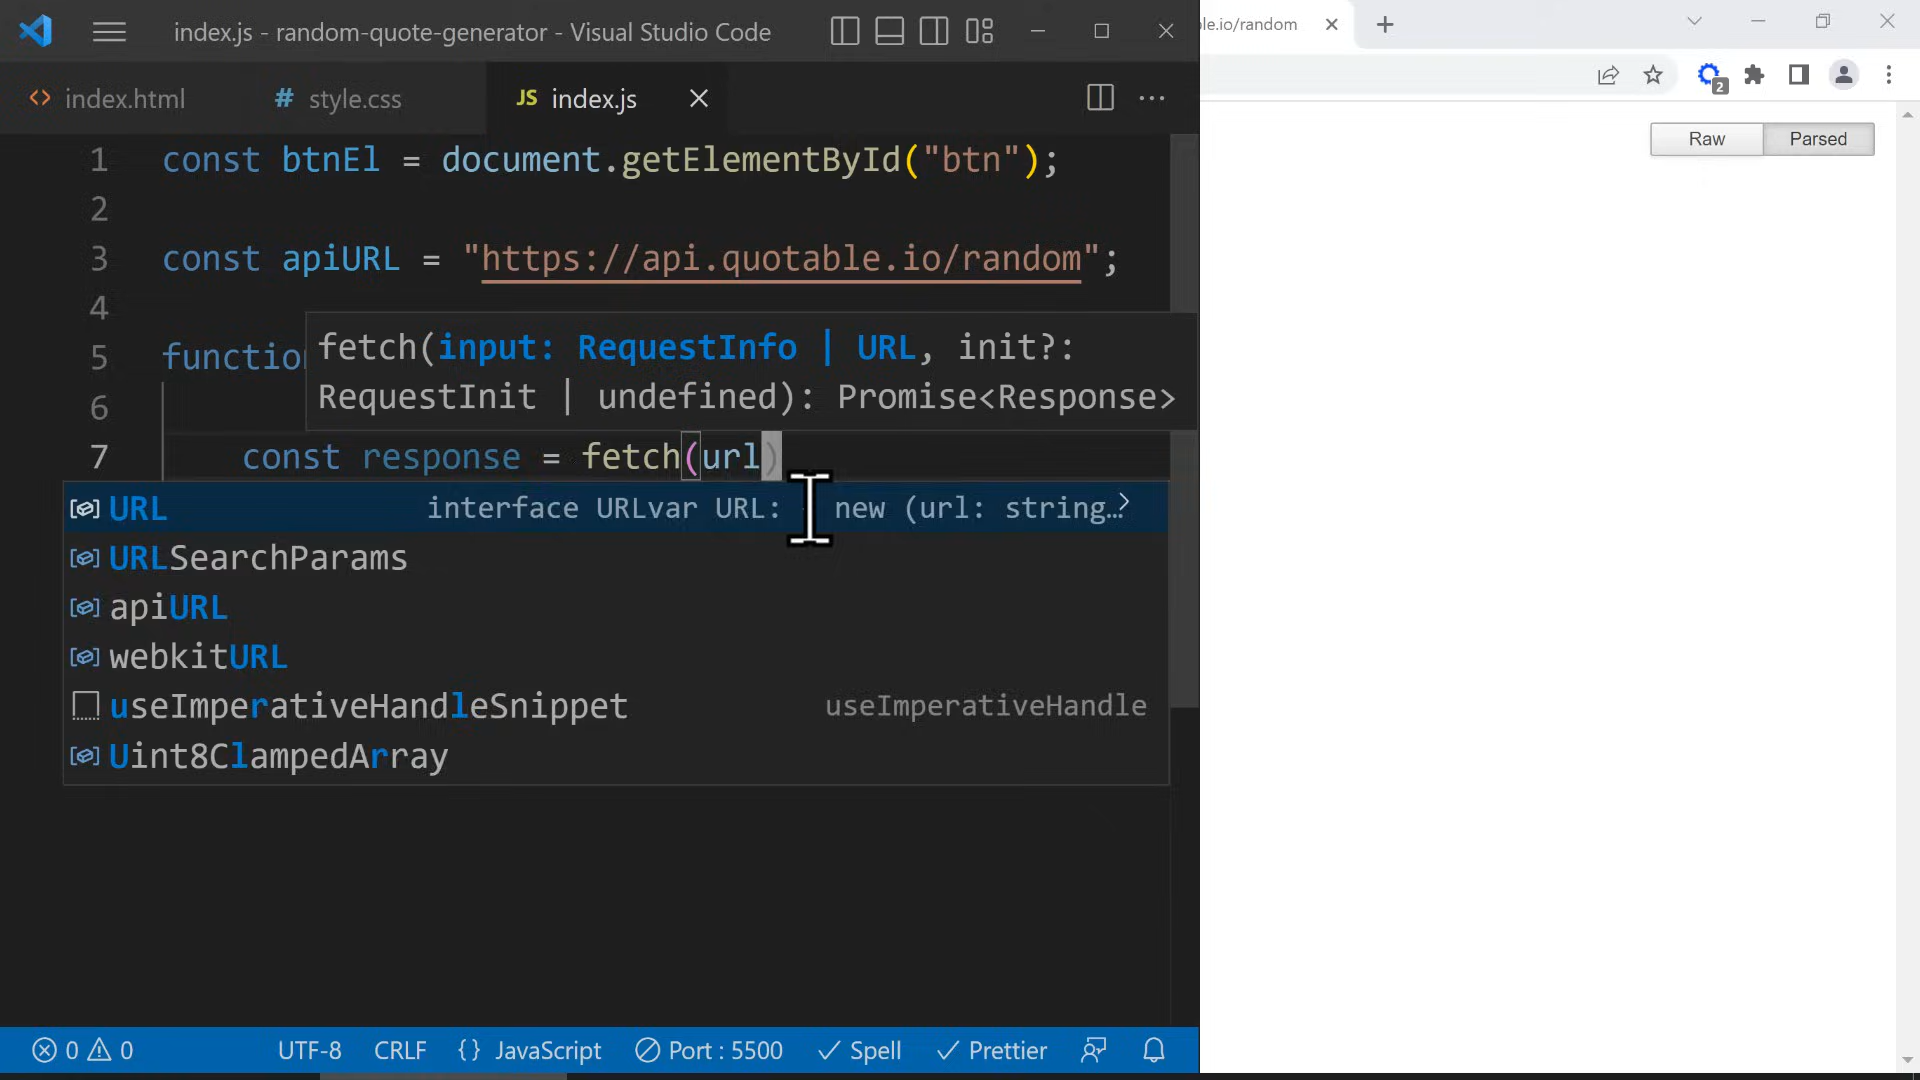 index.js - random-quote-generator - Visual Studio Code
le.io/random
index.html
# style.css
JS index.js
2
Raw
Parsed
1 const btnEl = document.getElementById("btn");
2
3 const apiURL = "https://api.quotable.io/random";
4
fetch(input: RequestInfo | URL, init?:
5 functio
RequestInit | undefined): Promise<Response>
6
7 const response = fetch(url)
URL interface URLvar URL: new (url: string…
URLSearchParams
apiURL
webkitURL
useImperativeHandleSnippet useImperativeHandle
Uint8ClampedArray
0 0 UTF-8 CRLF {} JavaScript Port : 5500 Spell Prettier